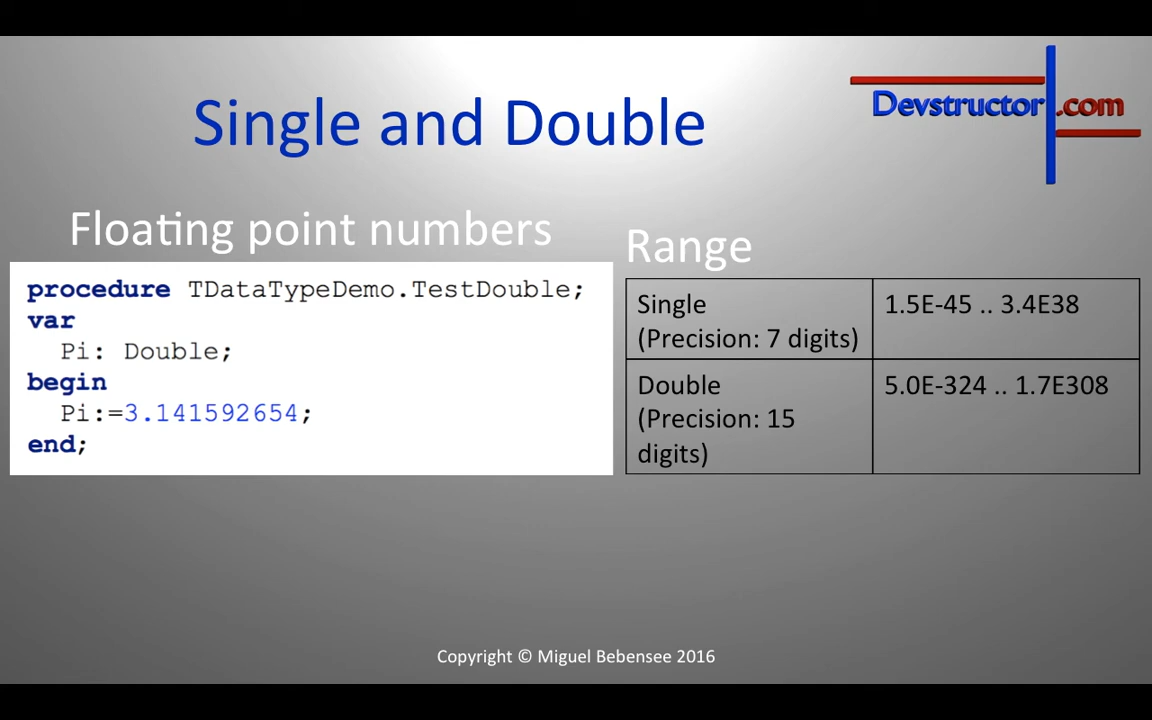 Devstructor.com
Single and Double
Floating point numbers
procedure TDataTypeDemo.TestDouble;
var
Pi: Double;
begin
Pi:=3.141592654;
end;
Range
Single
(Precision: 7 digits)
1.5E-45 .. 3.4E38
Double
(Precision: 15
digits)
5.0E-324 .. 1.7E308
Copyright © Miguel Bebensee 2016